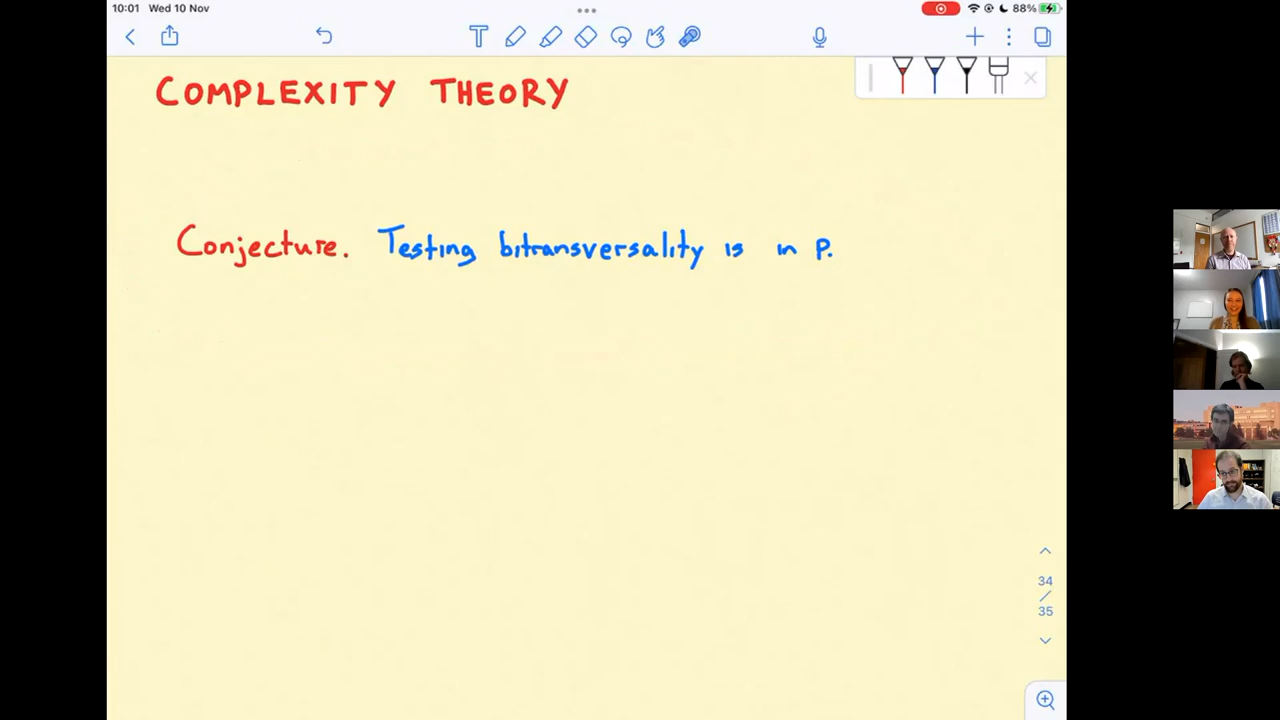 10:01 Wed 10 Nov
88%
COMPLEXITY THEORY
Conjecture. Testing bitransversality is in P.
34
/
35